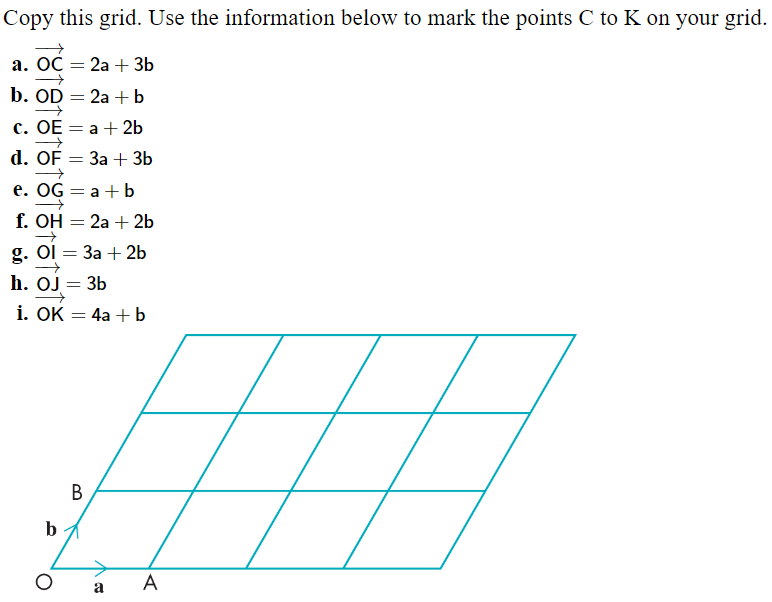 Copy this grid. Use the information below to mark the points C to K on your grid.
a. OC = 2a + 3b
b. OD = 2a + b
c. OE = a + 2b
d. OF = 3a + 3b
e. OG = a + b
f. OH = 2a + 2b
g. OI = 3a + 2b
h. OJ = 3b
i. OK = 4a + b
B
b
O a A